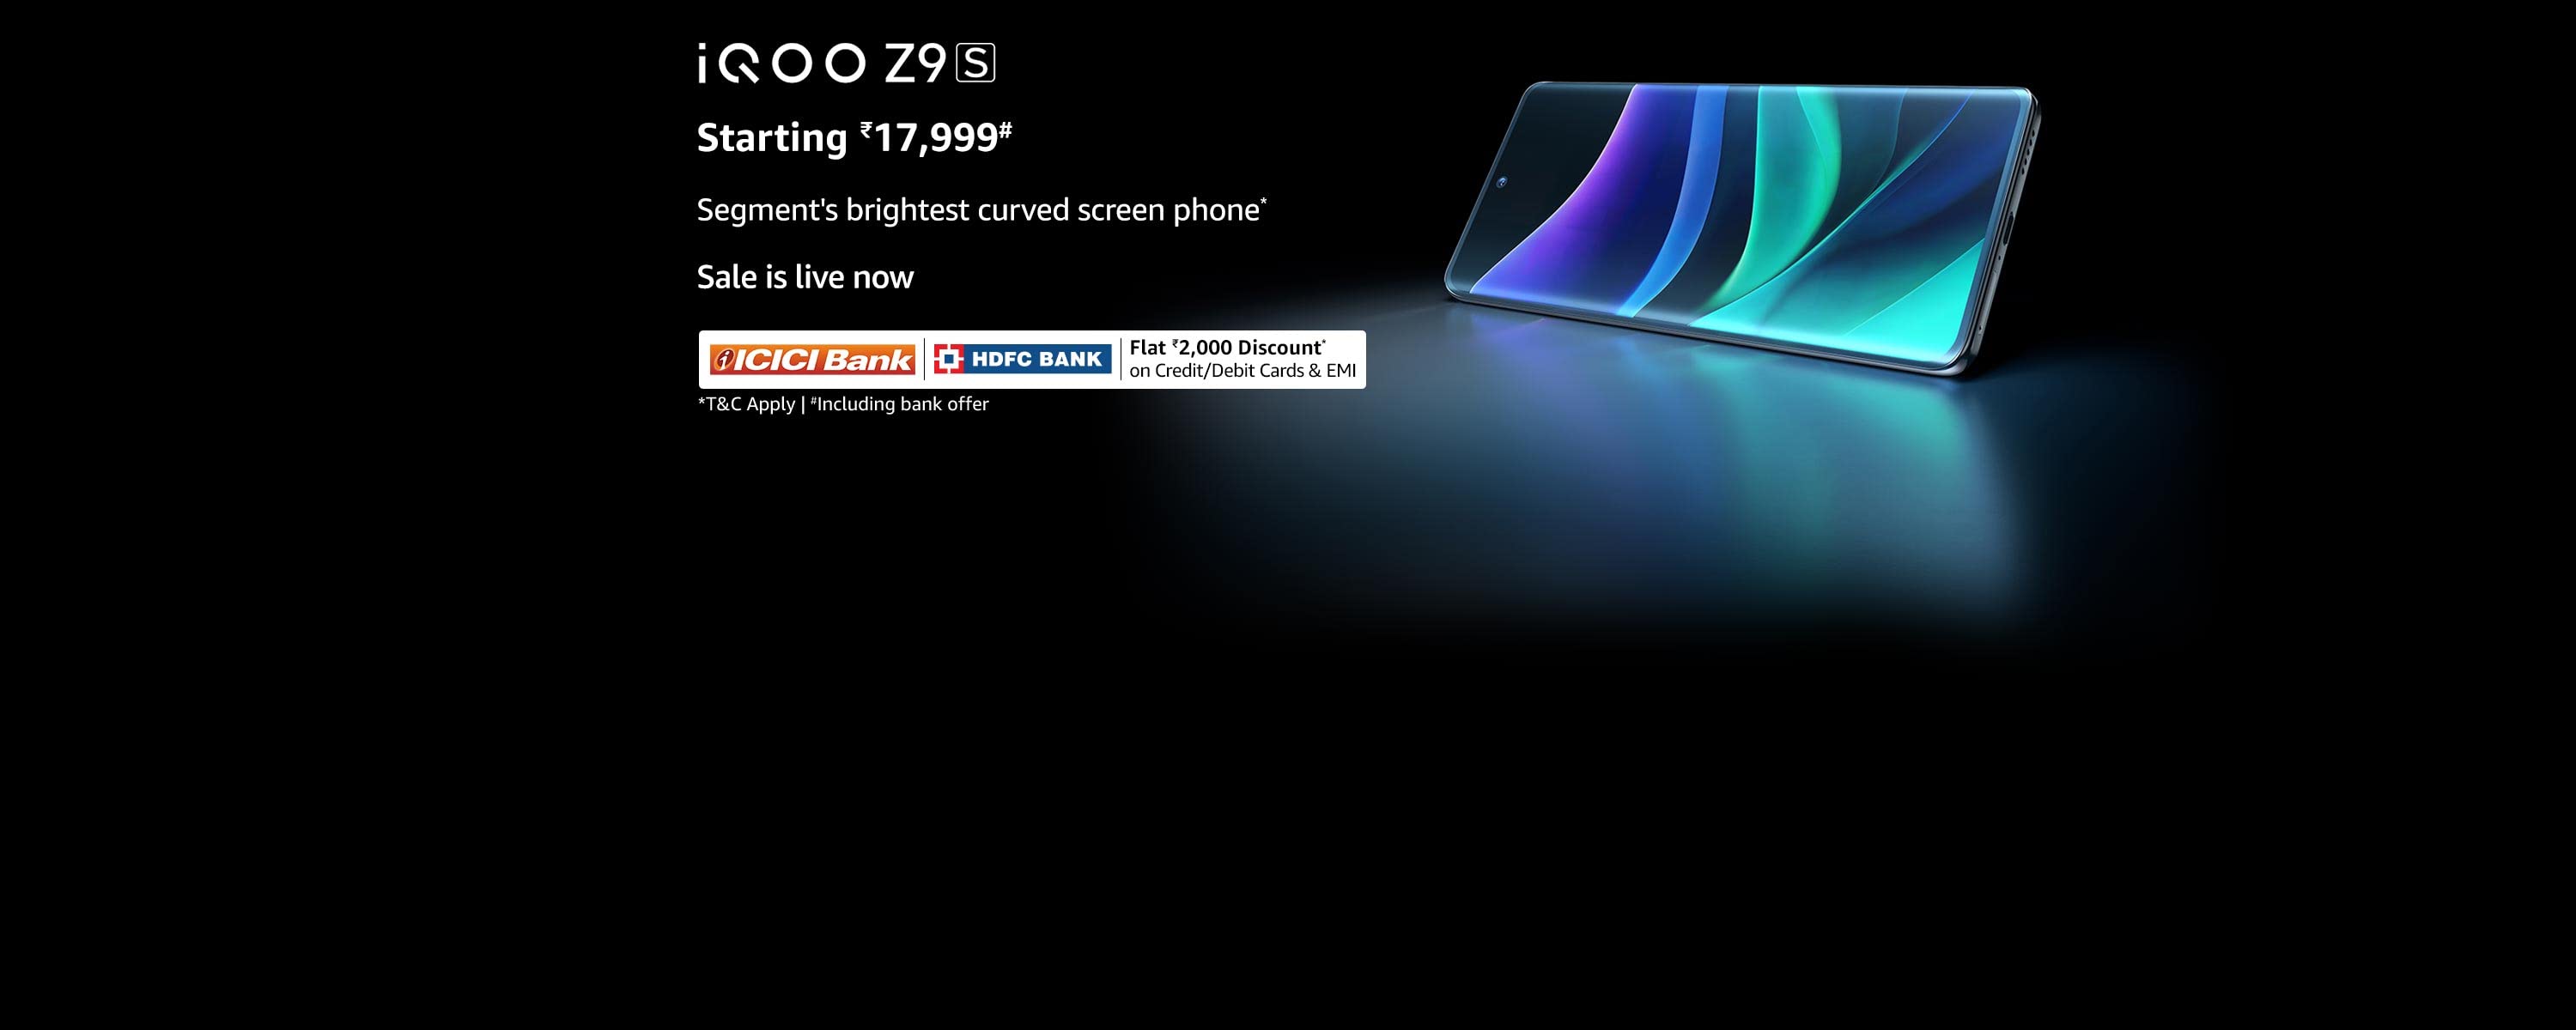 iQOO Z9 S
Starting ₹17,999#
Segment's brightest curved screen phone*
Sale is live now
ICICI Bank | HDFC BANK | Flat ₹2,000 Discount*
on Credit/Debit Cards & EMI
*T&C Apply | #Including bank offer